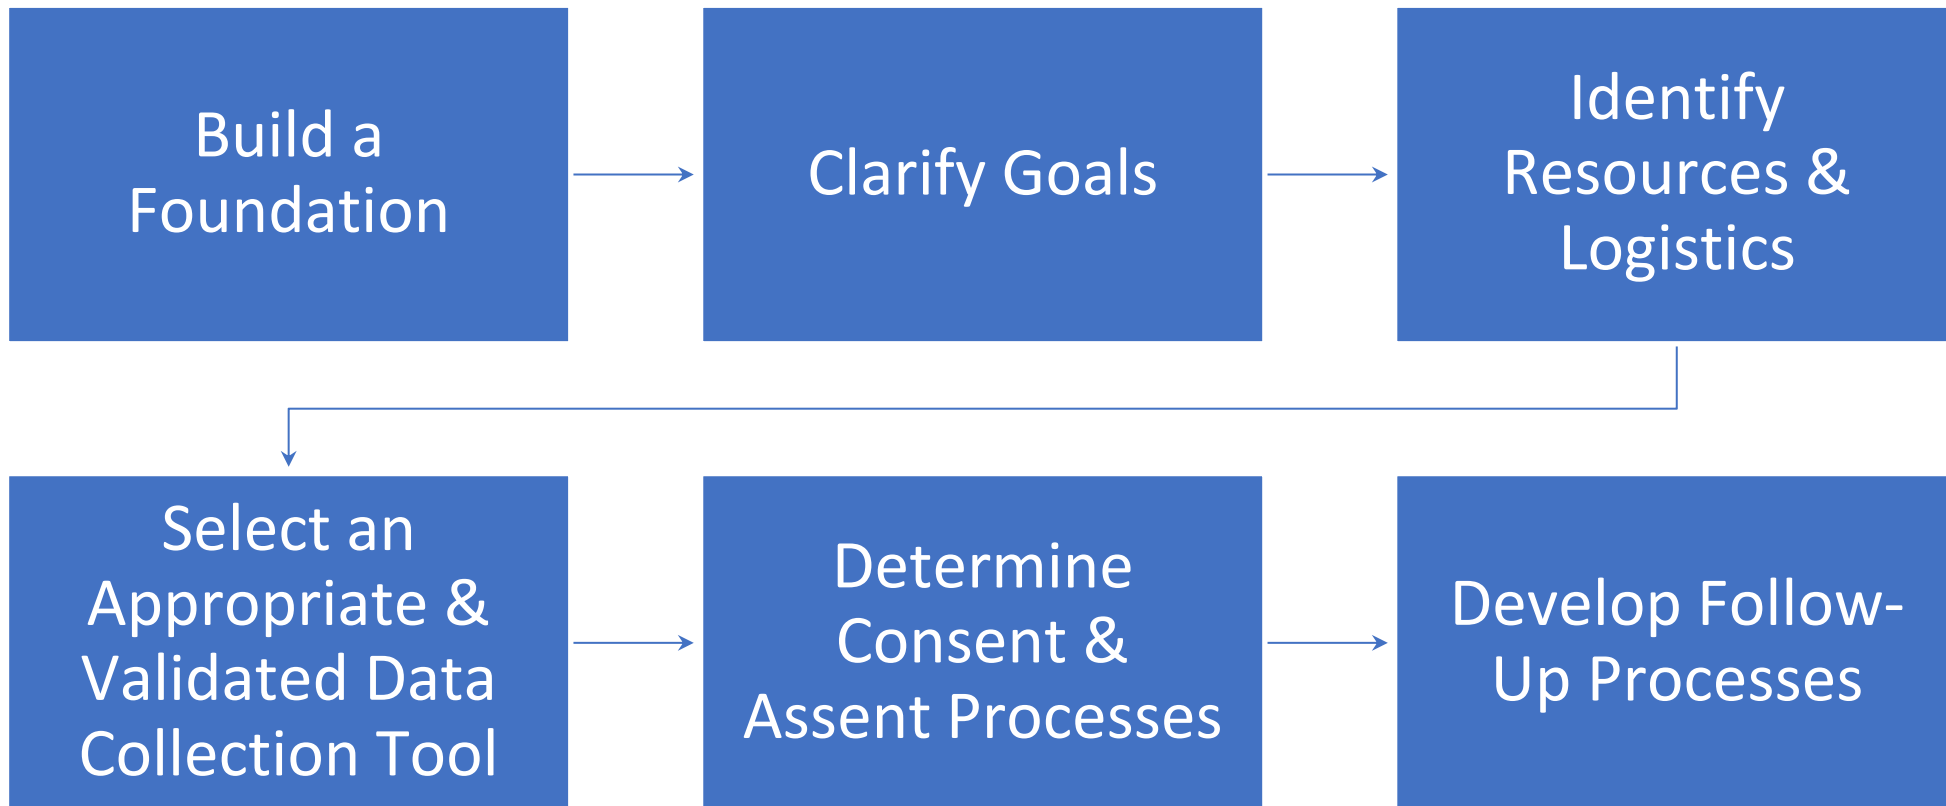 Build a
Foundation
Clarify Goals
Identify
Resources &
Logistics
Select an
Appropriate &
Validated Data
Collection Tool
Determine
Consent &
Assent Processes
Develop Follow-
Up Processes